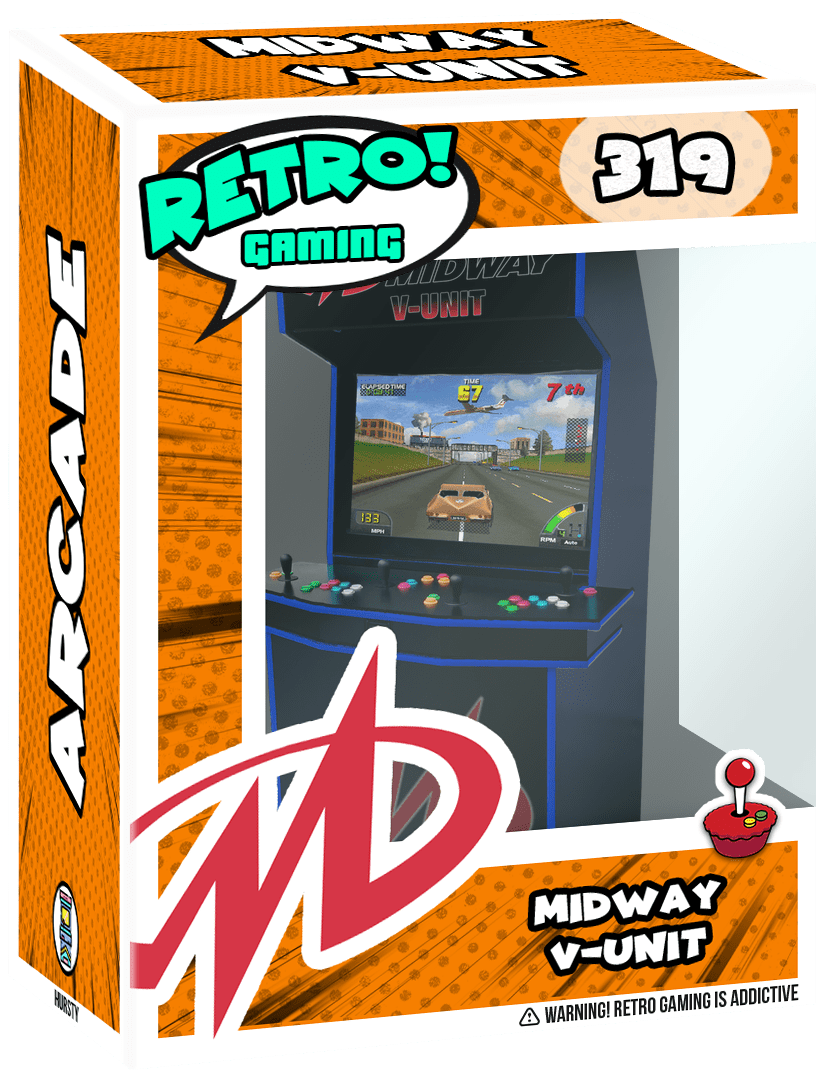 MIDWAY
V-UNIT
RETRO!
GAMING
319
MIDWAY
V-UNIT
ELAPSED TIME
TIME
67
7th
133
MPH
RPM
Auto
ARCADE
MIDWAY
V-UNIT
HURSTY
WARNING! RETRO GAMING IS ADDICTIVE